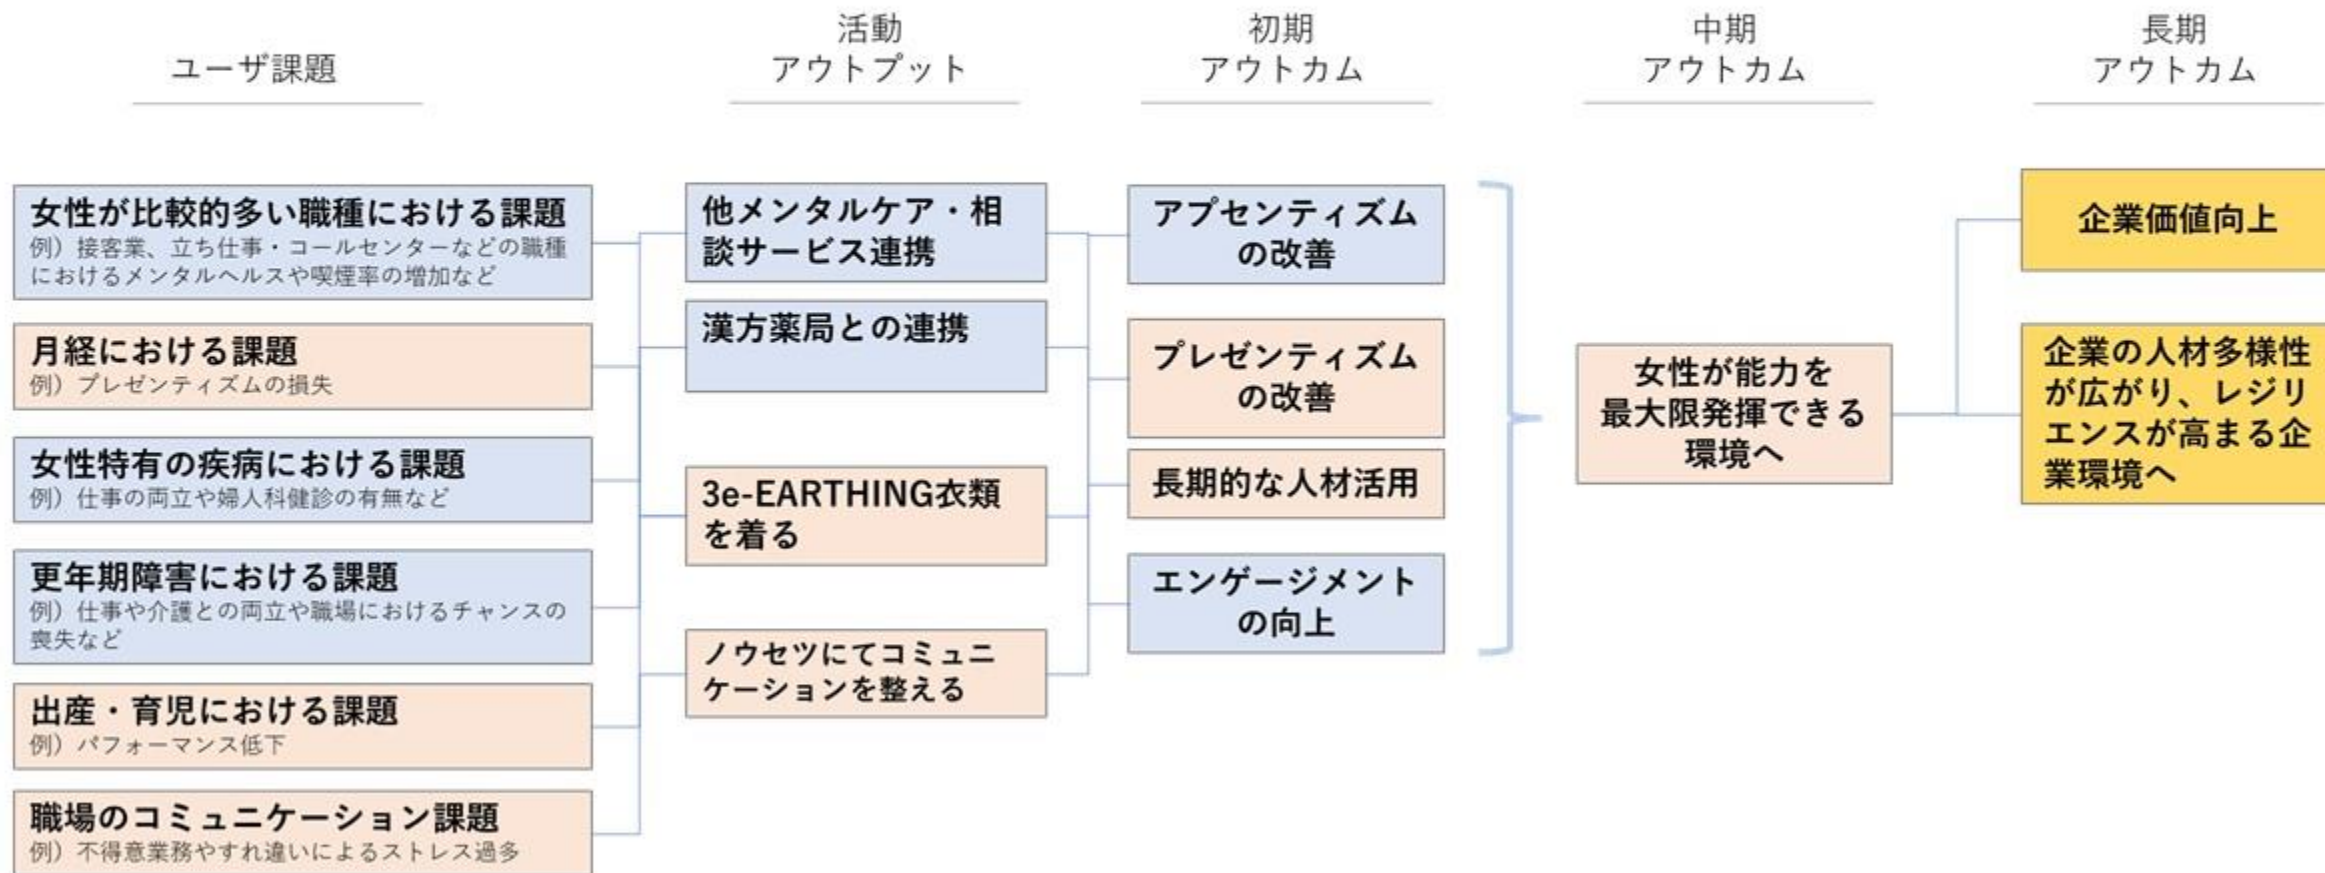 ユーザ課題
活動
アウトプット
初期
アウトカム
中期
アウトカム
長期
アウトカム
女性が比較的多い職種における課題
例）接客業、立ち仕事・コールセンターなどの職種
におけるメンタルヘルスや喫煙率の増加など
月経における課題
例）プレゼンティズムの損失
女性特有の疾病における課題
例）仕事の両立や婦人科健診の有無など
更年期障害における課題
例）仕事や介護との両立や職場におけるチャンスの
喪失など
出産・育児における課題
例）パフォーマンス低下
職場のコミュニケーション課題
例）不得意業務やすれ違いによるストレス過多
他メンタルケア・相
談サービス連携
漢方薬局との連携
3e-EARTHING衣類
を着る
ノウセツにてコミュニ
ケーションを整える
アプセンティズム
の改善
プレゼンティズム
の改善
長期的な人材活用
エンゲージメント
の向上
女性が能力を
最大限発揮できる
環境へ
企業価値向上
企業の人材多様性
が広がり、レジリ
エンスが高まる企
業環境へ